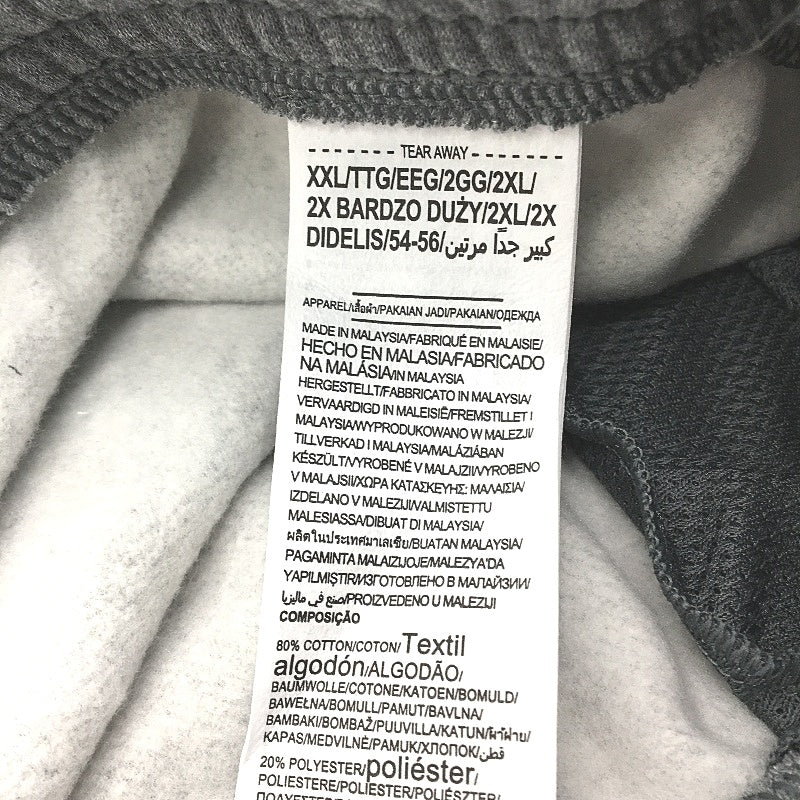 - - - - - - - TEAR AWAY - - - - - - -
XXL/TTG/EEG/2GG/2XL/
2X BARDZO DUŻY/2XL/2X
DIDELIS/54-56/كبير جداً مرتين
APPAREL/เสื้อผ้า/PAKAIAN JADI/PAKAIAN/ОДЕЖДА
MADE IN MALAYSIA/FABRIQUÉ EN MALAISIE/
HECHO EN MALASIA/FABRICADO
NA MALÁSIA/IN MALAYSIA
HERGESTELLT/FABBRICATO IN MALAYSIA/
VERVAARDIGD IN MALEISIË/FREMSTILLET I
MALAYSIA/WYPRODUKOWANO W MALEZJI/
TILLVERKAD I MALAYSIA/MALÁZIÁBAN
KÉSZÜLT/VYROBENÉ V MALAJZII/VYROBENO
V MALAJSII/ΧΩΡΑ ΚΑΤΑΣΚΕΥΗΣ: ΜΑΛΑΙΣΙΑ/
IZDELANO V MALEZIJI/VALMISTETTU
MALESIASSA/DIBUAT DI MALAYSIA/
ผลิตในประเทศมาเลเซีย/BUATAN MALAYSIA/
PAGAMINTA MALAIZIJOJE/MALEZYA'DA
YAPILMIŞTIR/ИЗГОТОВЛЕНО В МАЛАЙЗИИ/
صنع في ماليزيا/PROIZVEDENO U MALEZIJI
COMPOSIÇÃO
80% COTTON/COTON/Textil
algodón/ALGODÃO/
BAUMWOLLE/COTONE/KATOEN/BOMULD/
BAWEŁNA/BOMULL/PAMUT/BAVLNA/
BAMBAKI/BOMBAŽ/PUUVILLA/KATUN/ผ้าฝ้าย/
KAPAS/MEDVILNĖ/PAMUK/ХЛОПОК/قطن
20% POLYESTER/poliéster/
POLIESTERE/POLIESTER/POLIÉSZTER/